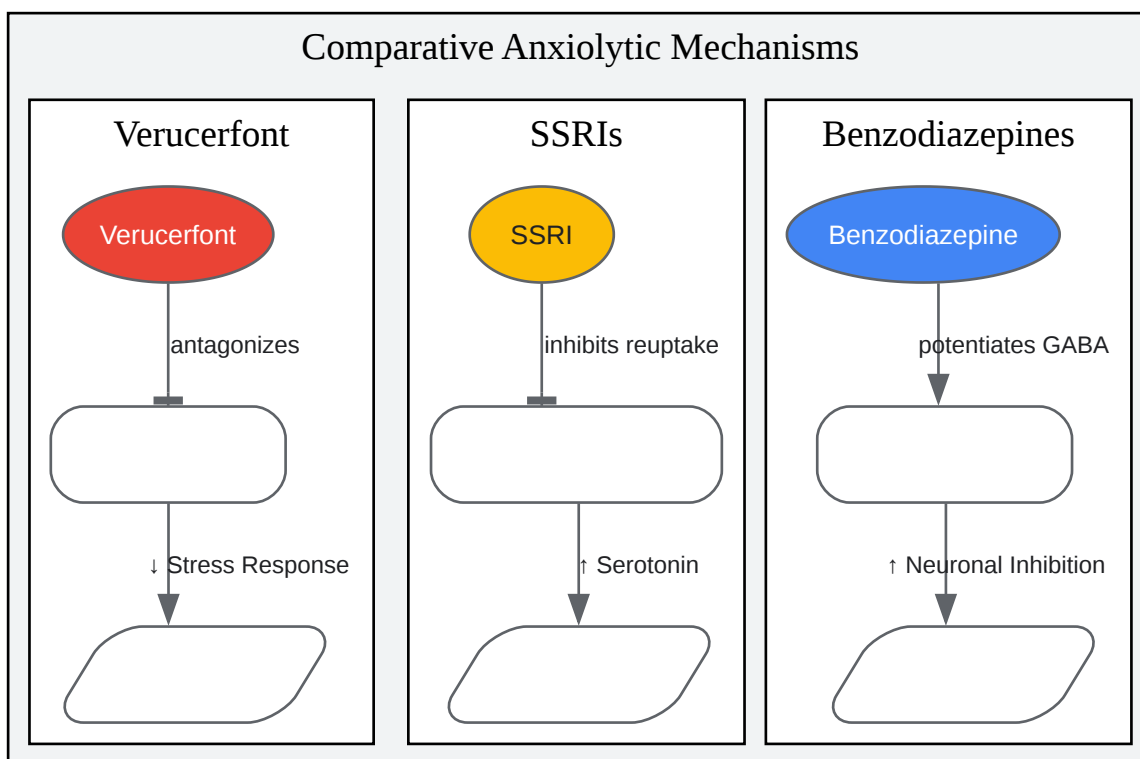 Comparative Anxiolytic Mechanisms
Verucerfont
Verucerfont
antagonizes
↓ Stress Response
SSRIs
SSRI
inhibits reuptake
↑ Serotonin
Benzodiazepines
Benzodiazepine
potentiates GABA
↑ Neuronal Inhibition